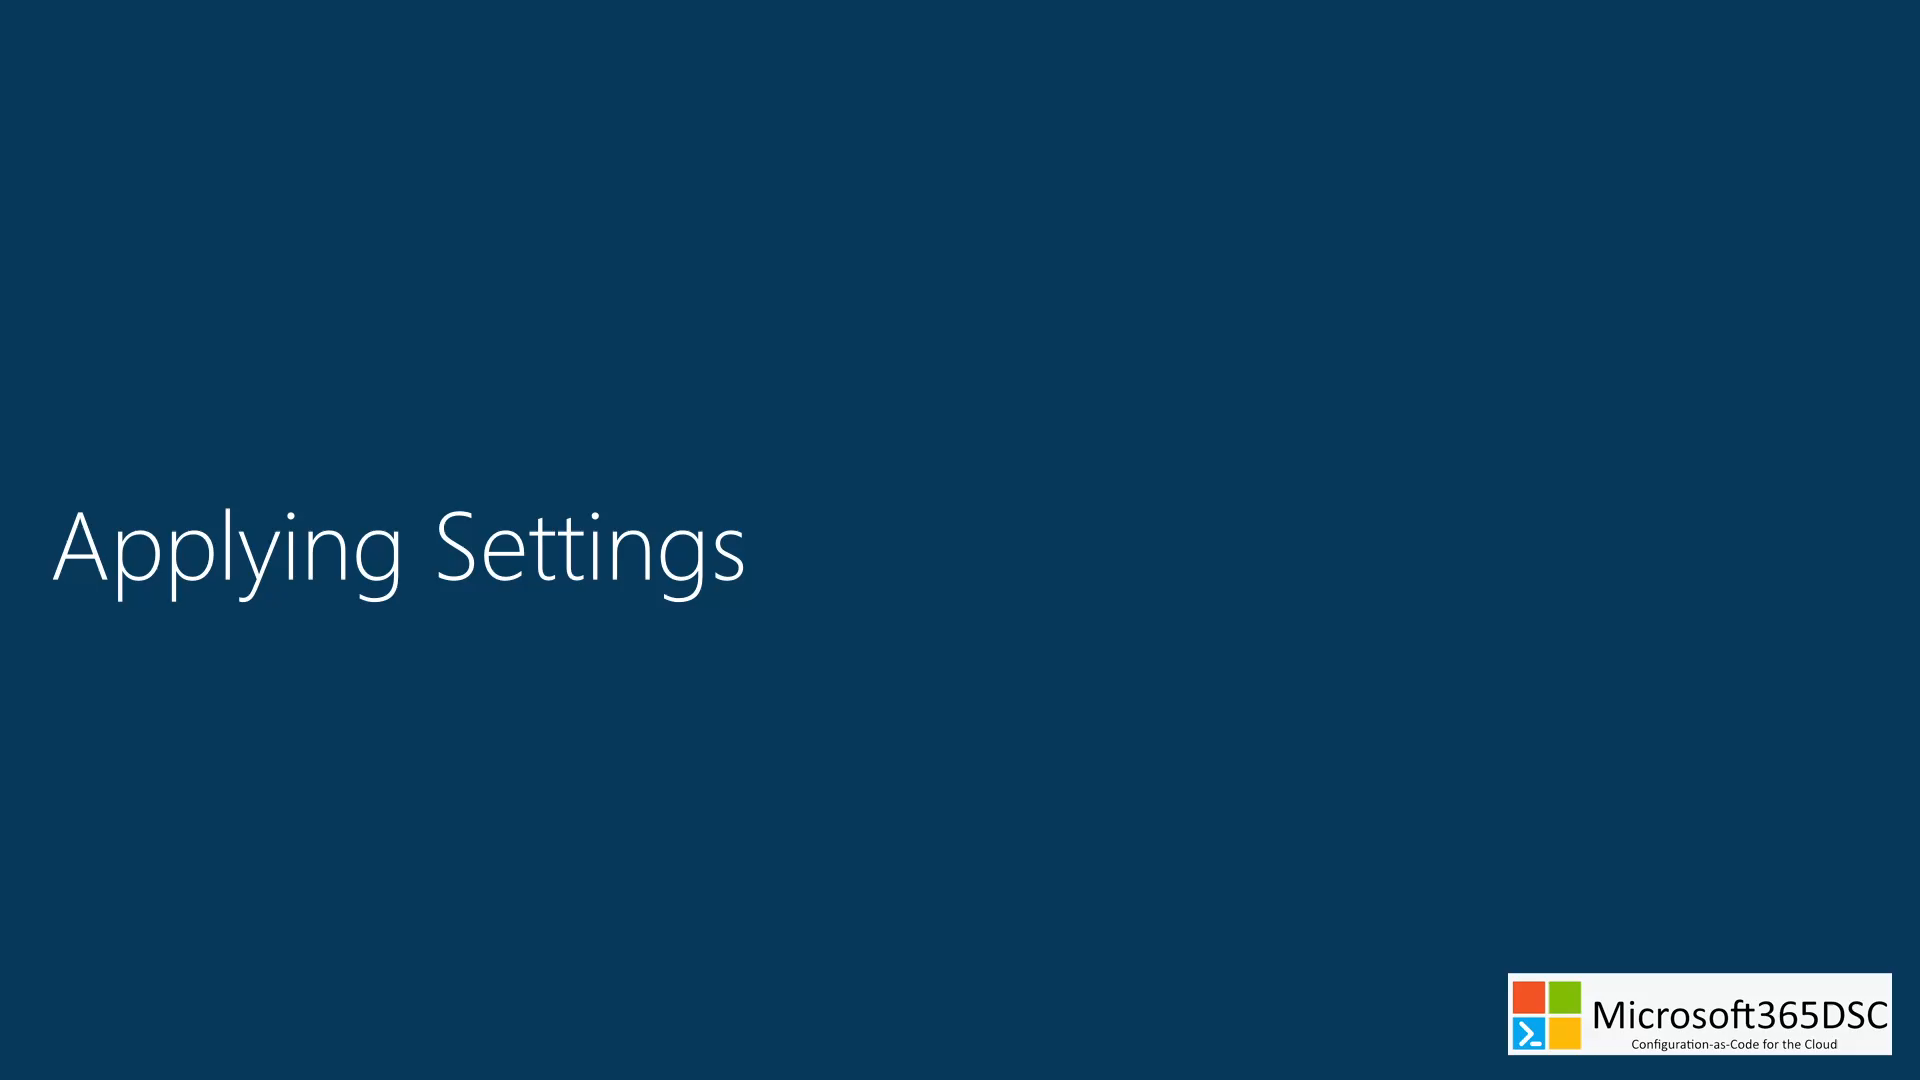 Applying Settings
Microsoft365DSC
Configuration-as-Code for the Cloud